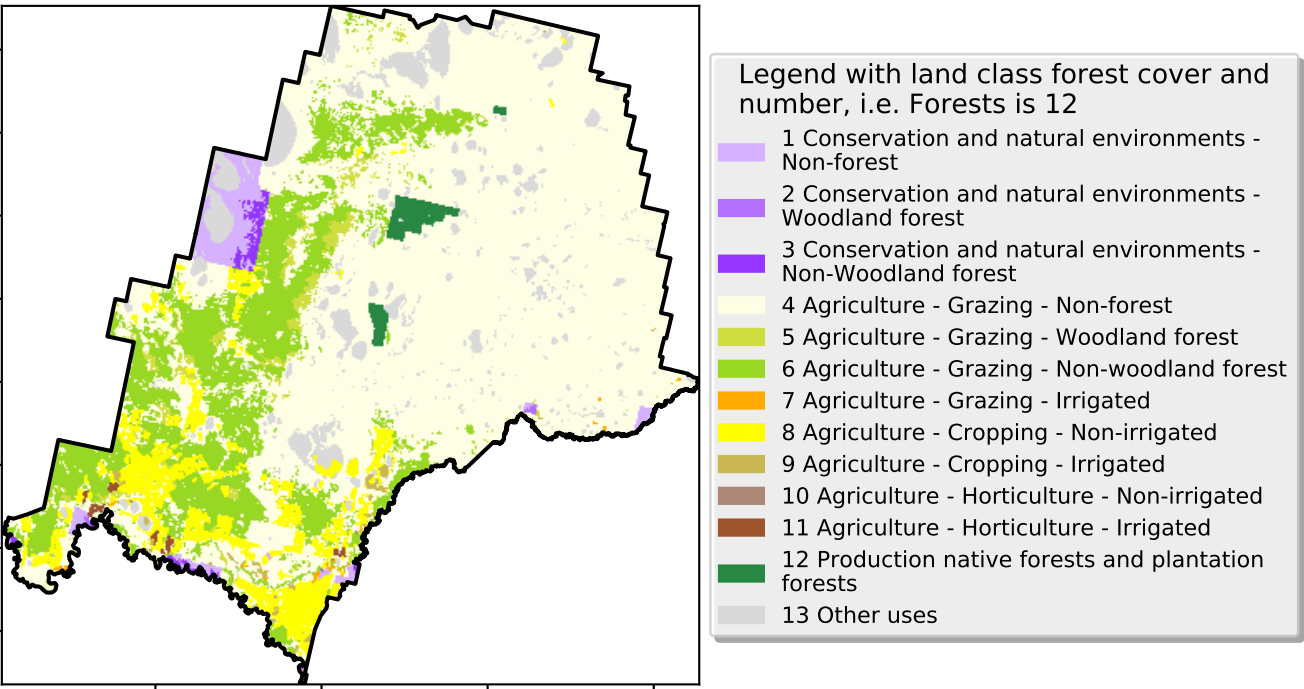 Legend with land class forest cover and
number, i.e. Forests is 12
1 Conservation and natural environments -
Non-forest
2 Conservation and natural environments -
Woodland forest
3 Conservation and natural environments -
Non-Woodland forest
4 Agriculture - Grazing - Non-forest
5 Agriculture - Grazing - Woodland forest
6 Agriculture - Grazing - Non-woodland forest
7 Agriculture - Grazing - Irrigated
8 Agriculture - Cropping - Non-irrigated
9 Agriculture - Cropping - Irrigated
10 Agriculture - Horticulture - Non-irrigated
11 Agriculture - Horticulture - Irrigated
12 Production native forests and plantation
forests
13 Other uses